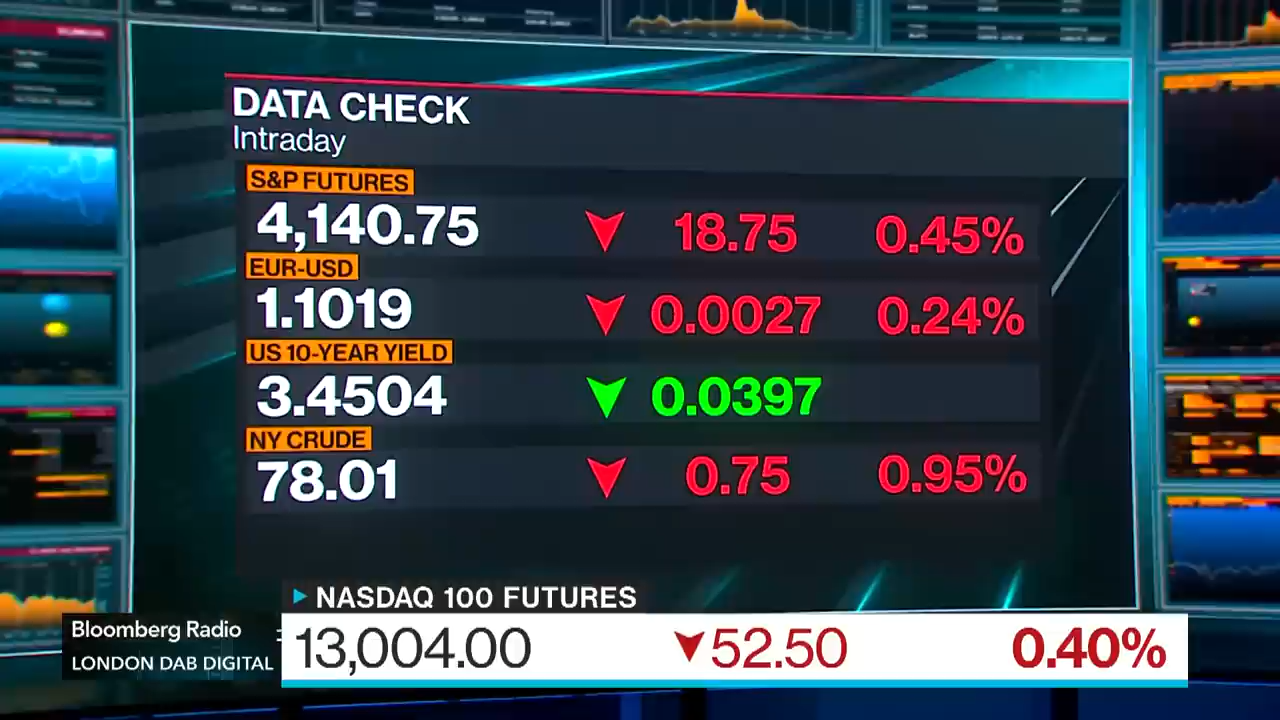 DATA CHECK
Intraday
S&P FUTURES
4,140.75 18.75 0.45%
EUR-USD
1.1019 0.0027 0.24%
US 10-YEAR YIELD
3.4504 0.0397
NY CRUDE
78.01 0.75 0.95%
NASDAQ 100 FUTURES
13,004.00 52.50 0.40%
Bloomberg Radio
LONDON DAB DIGITAL